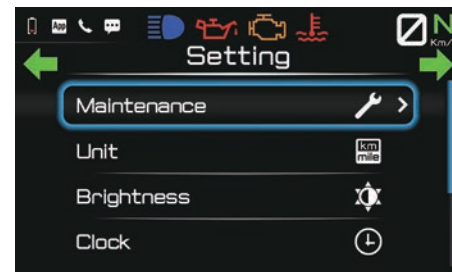 App
N
Km/
Setting
Maintenance
Unit
km
mile
Brightness
Clock